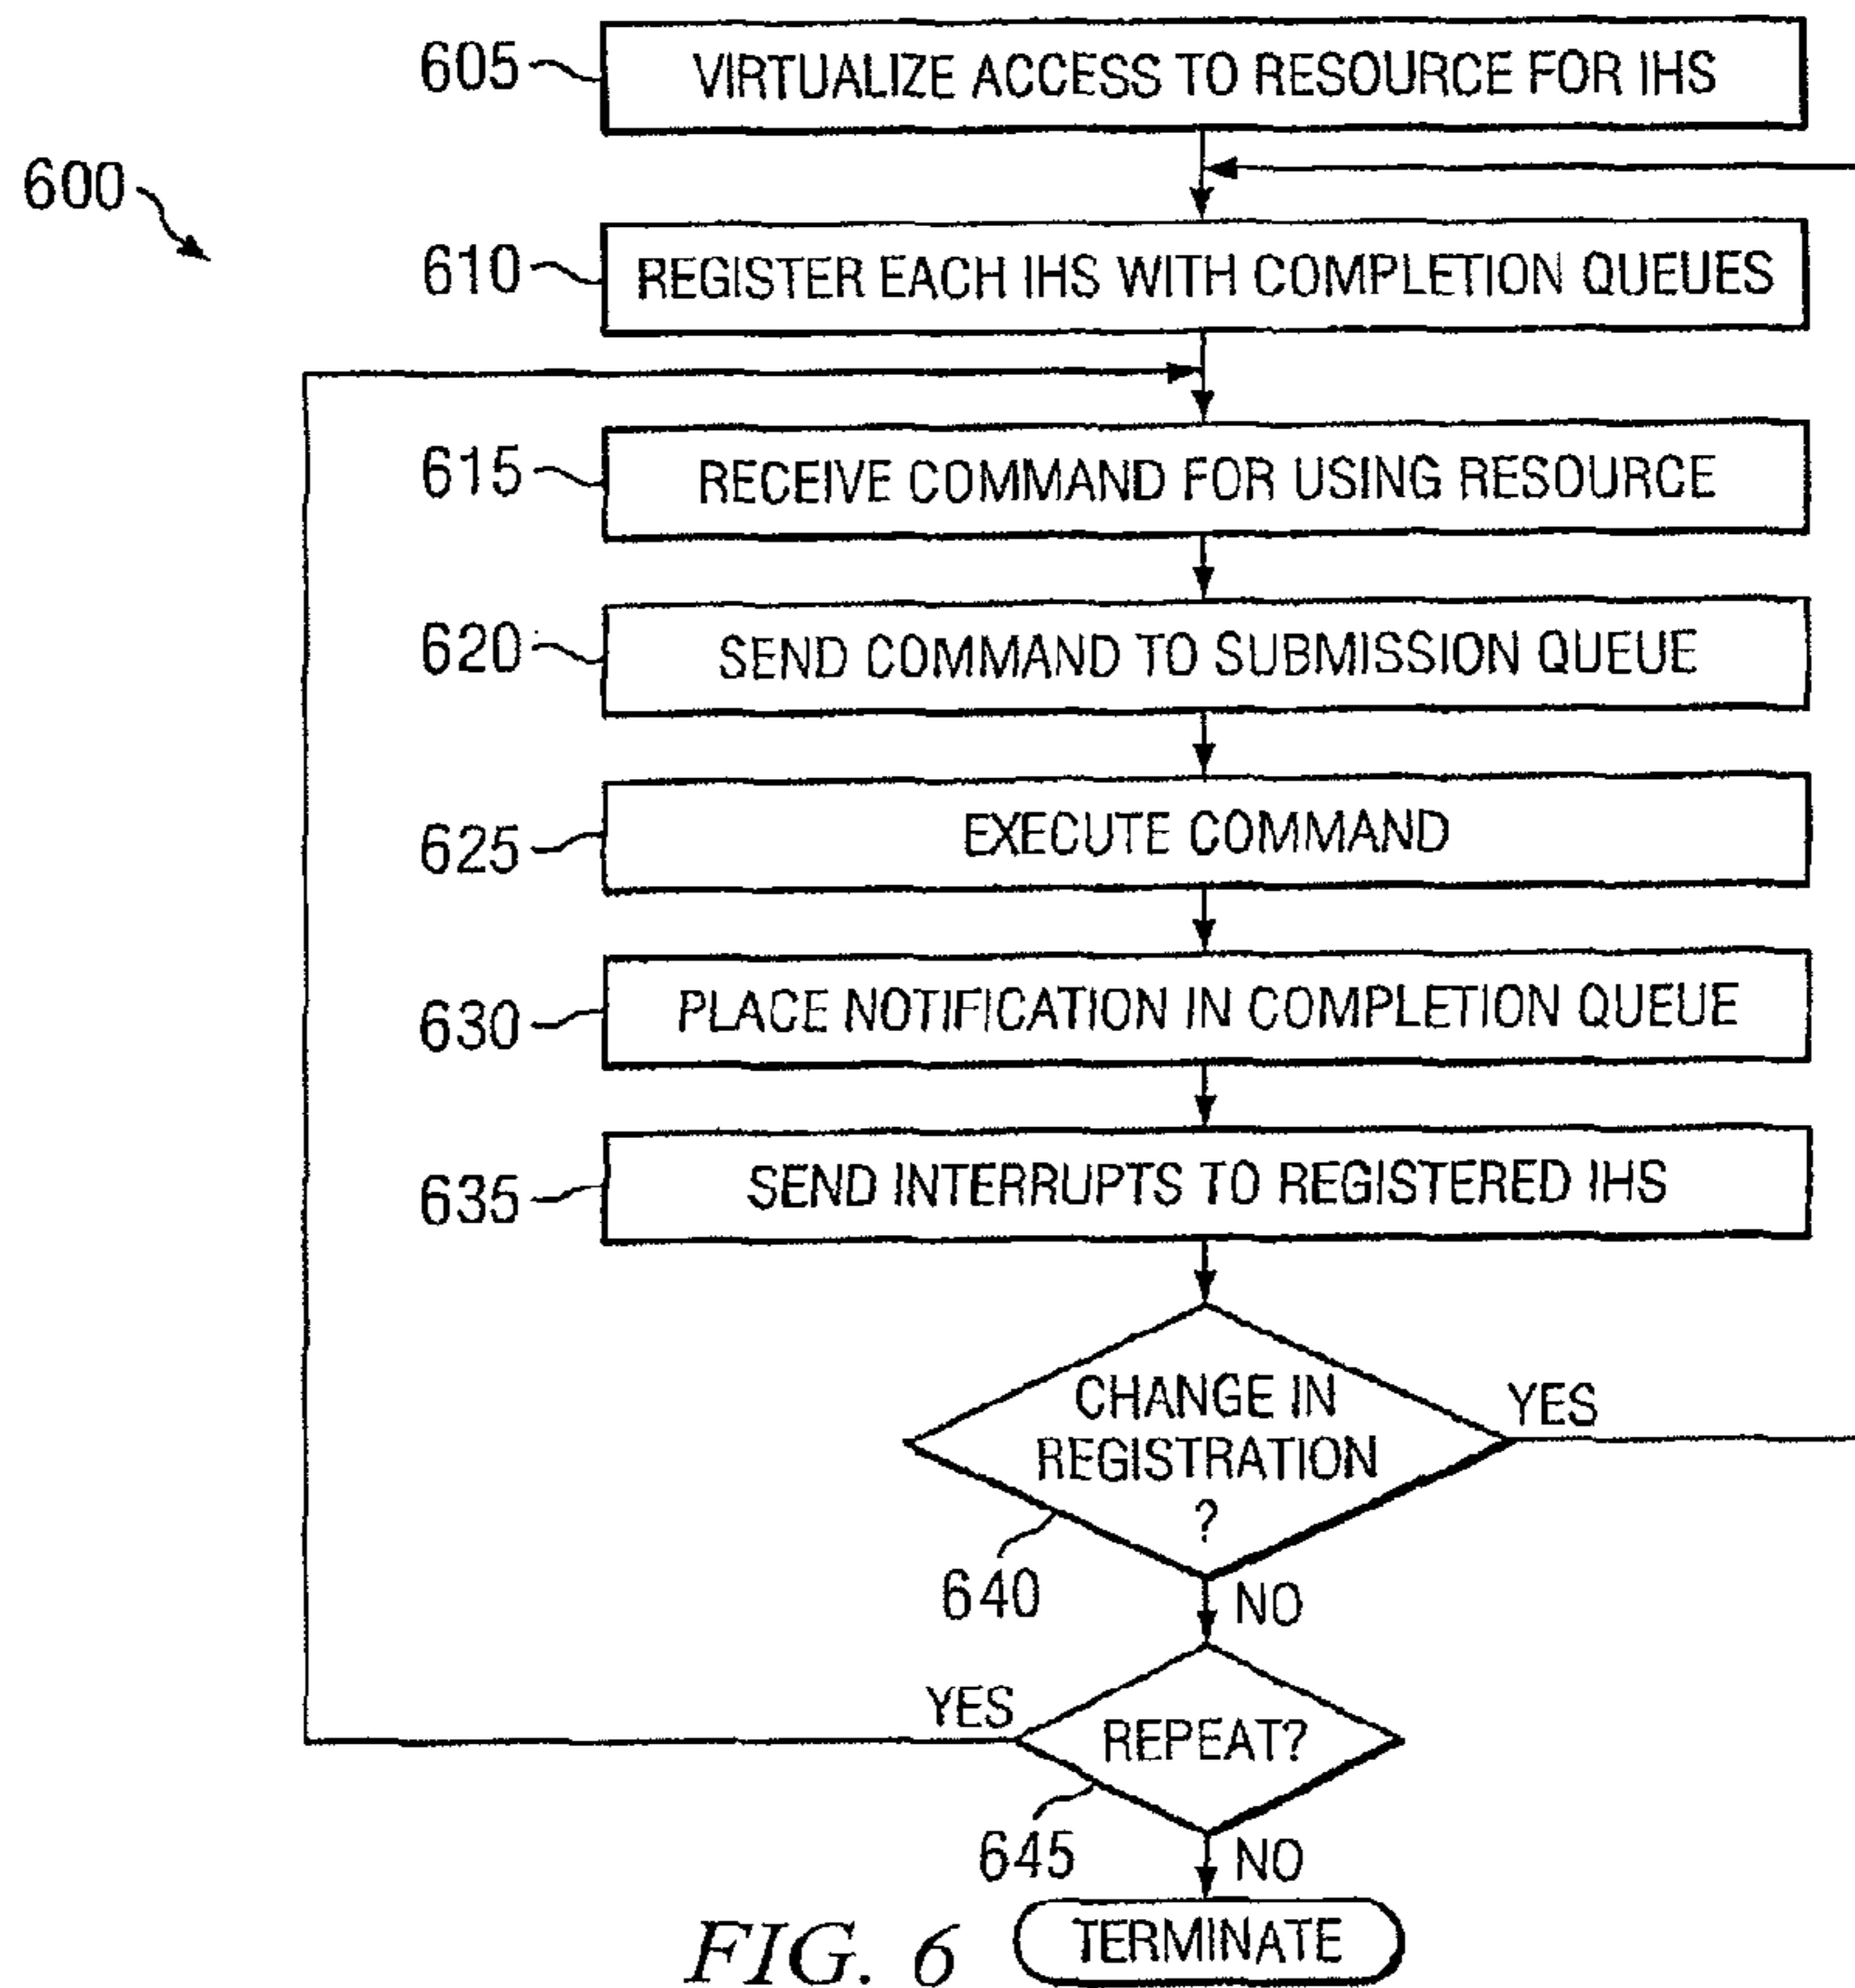 605
VIRTUALIZE ACCESS TO RESOURCE FOR IHS
600
610
REGISTER EACH IHS WITH COMPLETION QUEUES
615
RECEIVE COMMAND FOR USING RESOURCE
620
SEND COMMAND TO SUBMISSION QUEUE
625
EXECUTE COMMAND
630
PLACE NOTIFICATION IN COMPLETION QUEUE
635
SEND INTERRUPTS TO REGISTERED IHS
CHANGE IN
REGISTRATION
?
YES
640
NO
YES
REPEAT?
645
NO
TERMINATE
FIG. 6